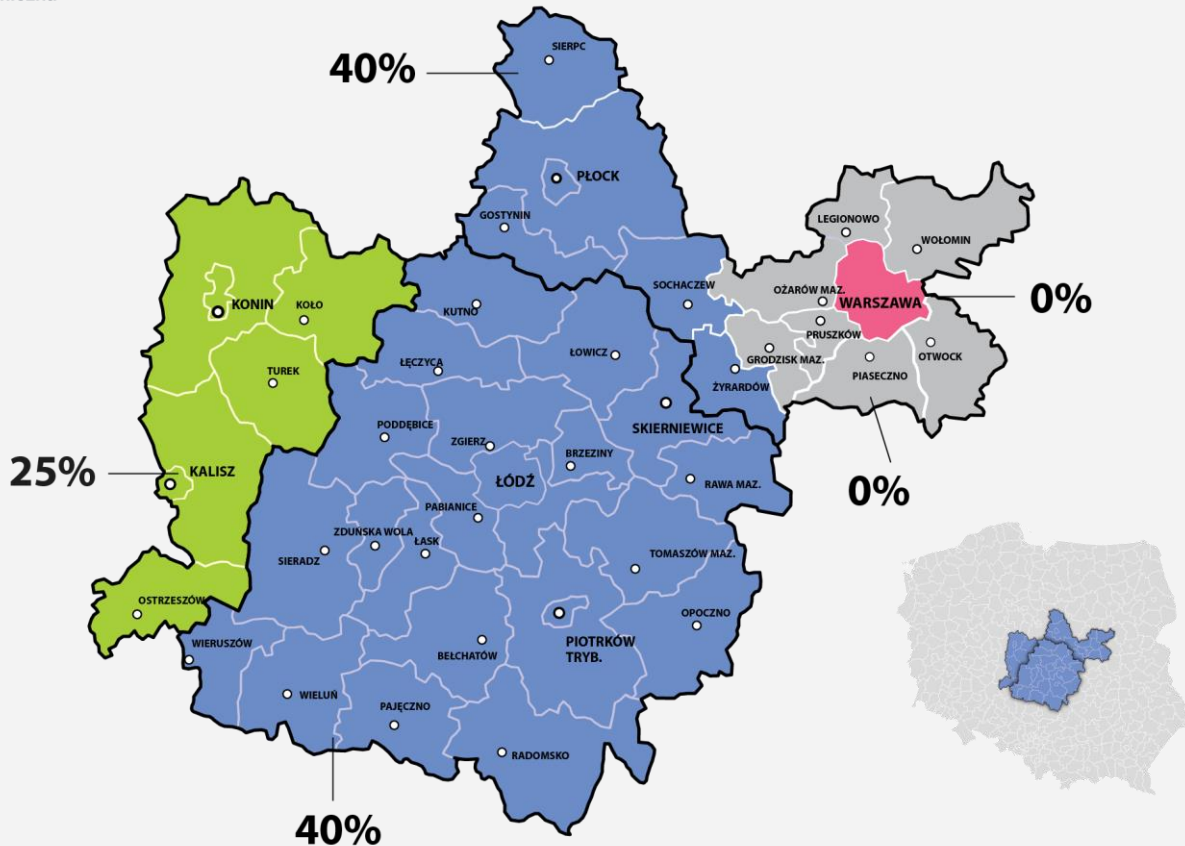 SIERPC
40%
PŁOCK
GOSTYNIN
LEGIONOWO
WOŁOMIN
SOCHACZEW
OŻARÓW MAZ.
WARSZAWA
0%
KONIN
KOŁO
KUTNO
PRUSZKÓW
ŁOWICZ
GRODZISK MAZ.
OTWOCK
ŁĘCZYCA
TUREK
ŻYRARDÓW
PIASECZNO
PODDĘBICE
SKIERNIEWICE
ZGIERZ
BRZEZINY
25%
KALISZ
ŁÓDŹ
RAWA MAZ.
0%
PABIANICE
ZDUŃSKA WOLA
ŁASK
SIERADZ
TOMASZÓW MAZ.
OSTRZESZÓW
OPOCZNO
WIERUSZÓW
PIOTRKÓW
TRYB.
BEŁCHATÓW
WIELUŃ
PAJĘCZNO
RADOMSKO
40%